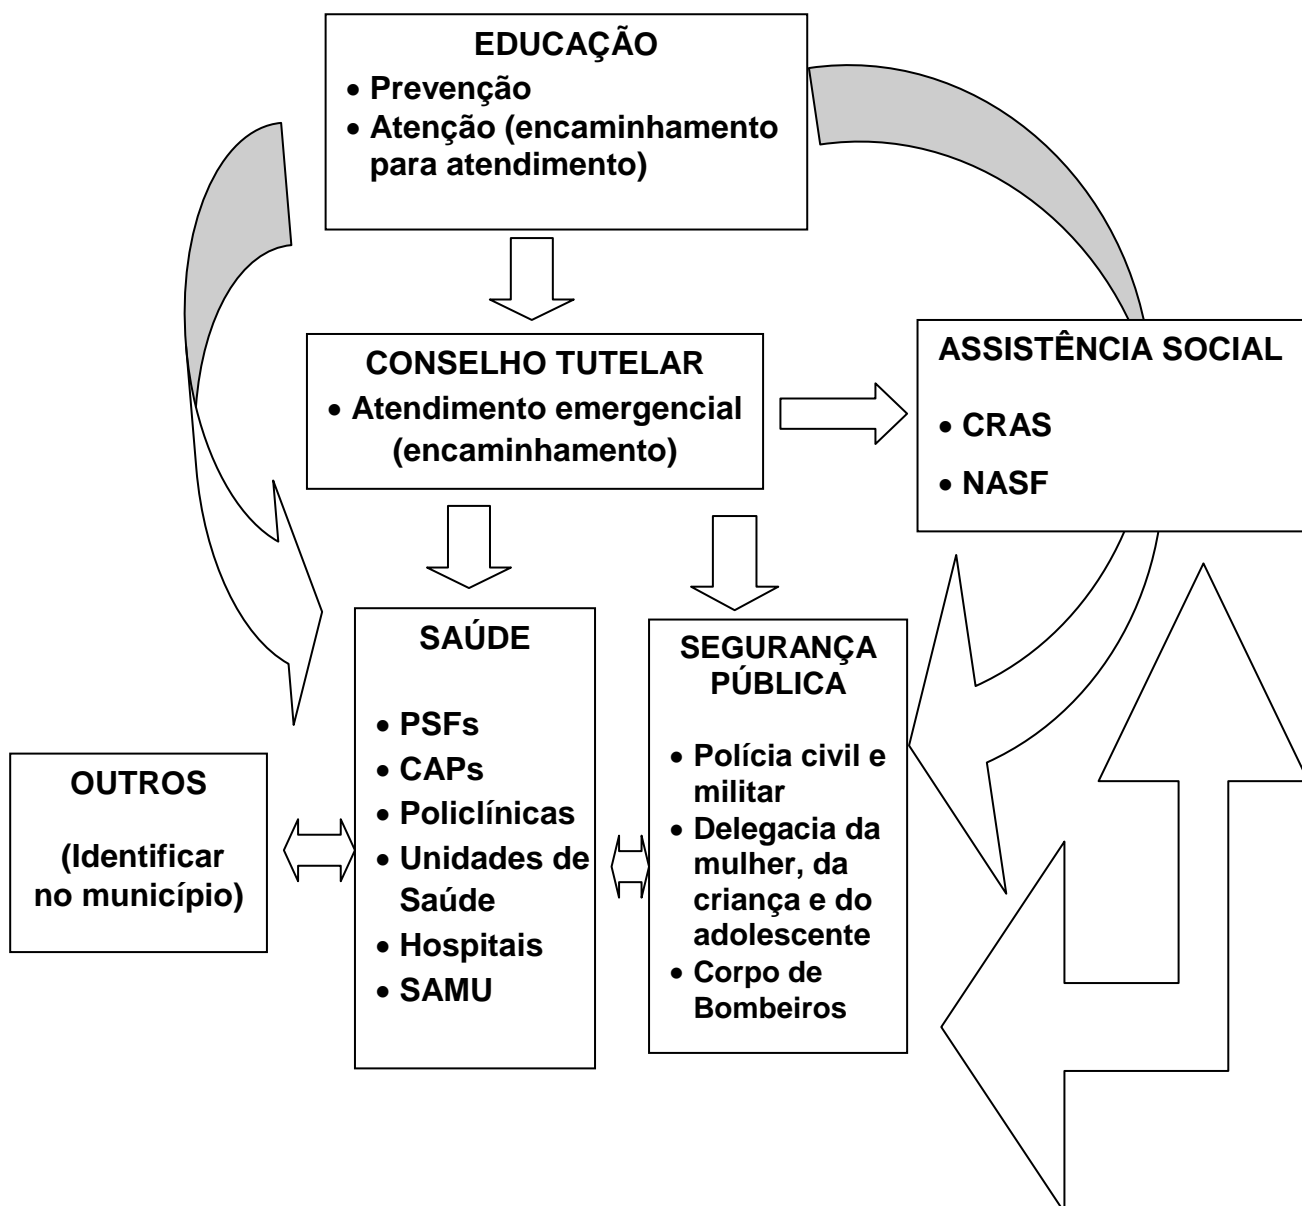 EDUCAÇÃO
• Prevenção
• Atenção (encaminhamento
para atendimento)
CONSELHO TUTELAR
• Atendimento emergencial
(encaminhamento)
ASSISTÊNCIA SOCIAL
• CRAS
• NASF
SAÚDE
• PSFs
• CAPs
• Policlínicas
• Unidades de
Saúde
• Hospitais
• SAMU
SEGURANÇA
PÚBLICA
• Polícia civil e
militar
• Delegacia da
mulher, da
criança e do
adolescente
• Corpo de
Bombeiros
OUTROS
(Identificar
no município)